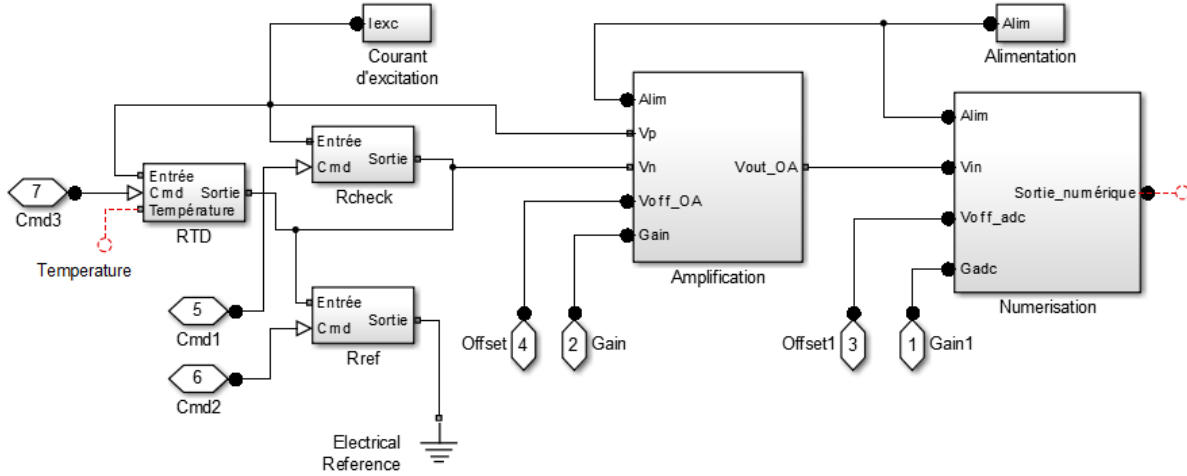 Iexc
Courant
d'excitation
Alim
Alimentation
Entrée
Cmd
Sortie
Rcheck
7
Cmd3
Entrée
Cmd
Température
Sortie
RTD
Temperature
5
Cmd1
6
Cmd2
Entrée
Cmd
Sortie
Rref
Electrical
Reference
Alim
Vp
Vn
Voff_OA
Gain
Vout_OA
Amplification
Offset
4
2
Gain
Alim
Vin
Voff_adc
Gadc
Sortie_numérique
Numerisation
Offset1
3
1
Gain1